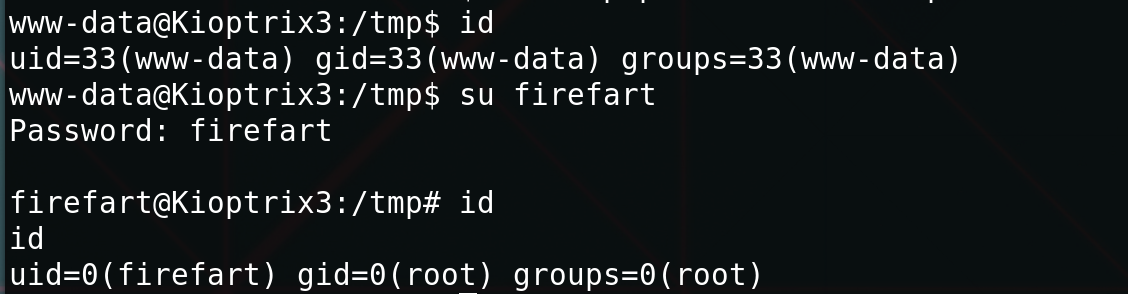 www-data@Kioptrix3:/tmp$ id
uid=33(www-data) gid=33(www-data) groups=33(www-data)
www-data@Kioptrix3:/tmp$ su firefart
Password: firefart
firefart@Kioptrix3:/tmp# id
id
uid=0(firefart) gid=0(root) groups=0(root)